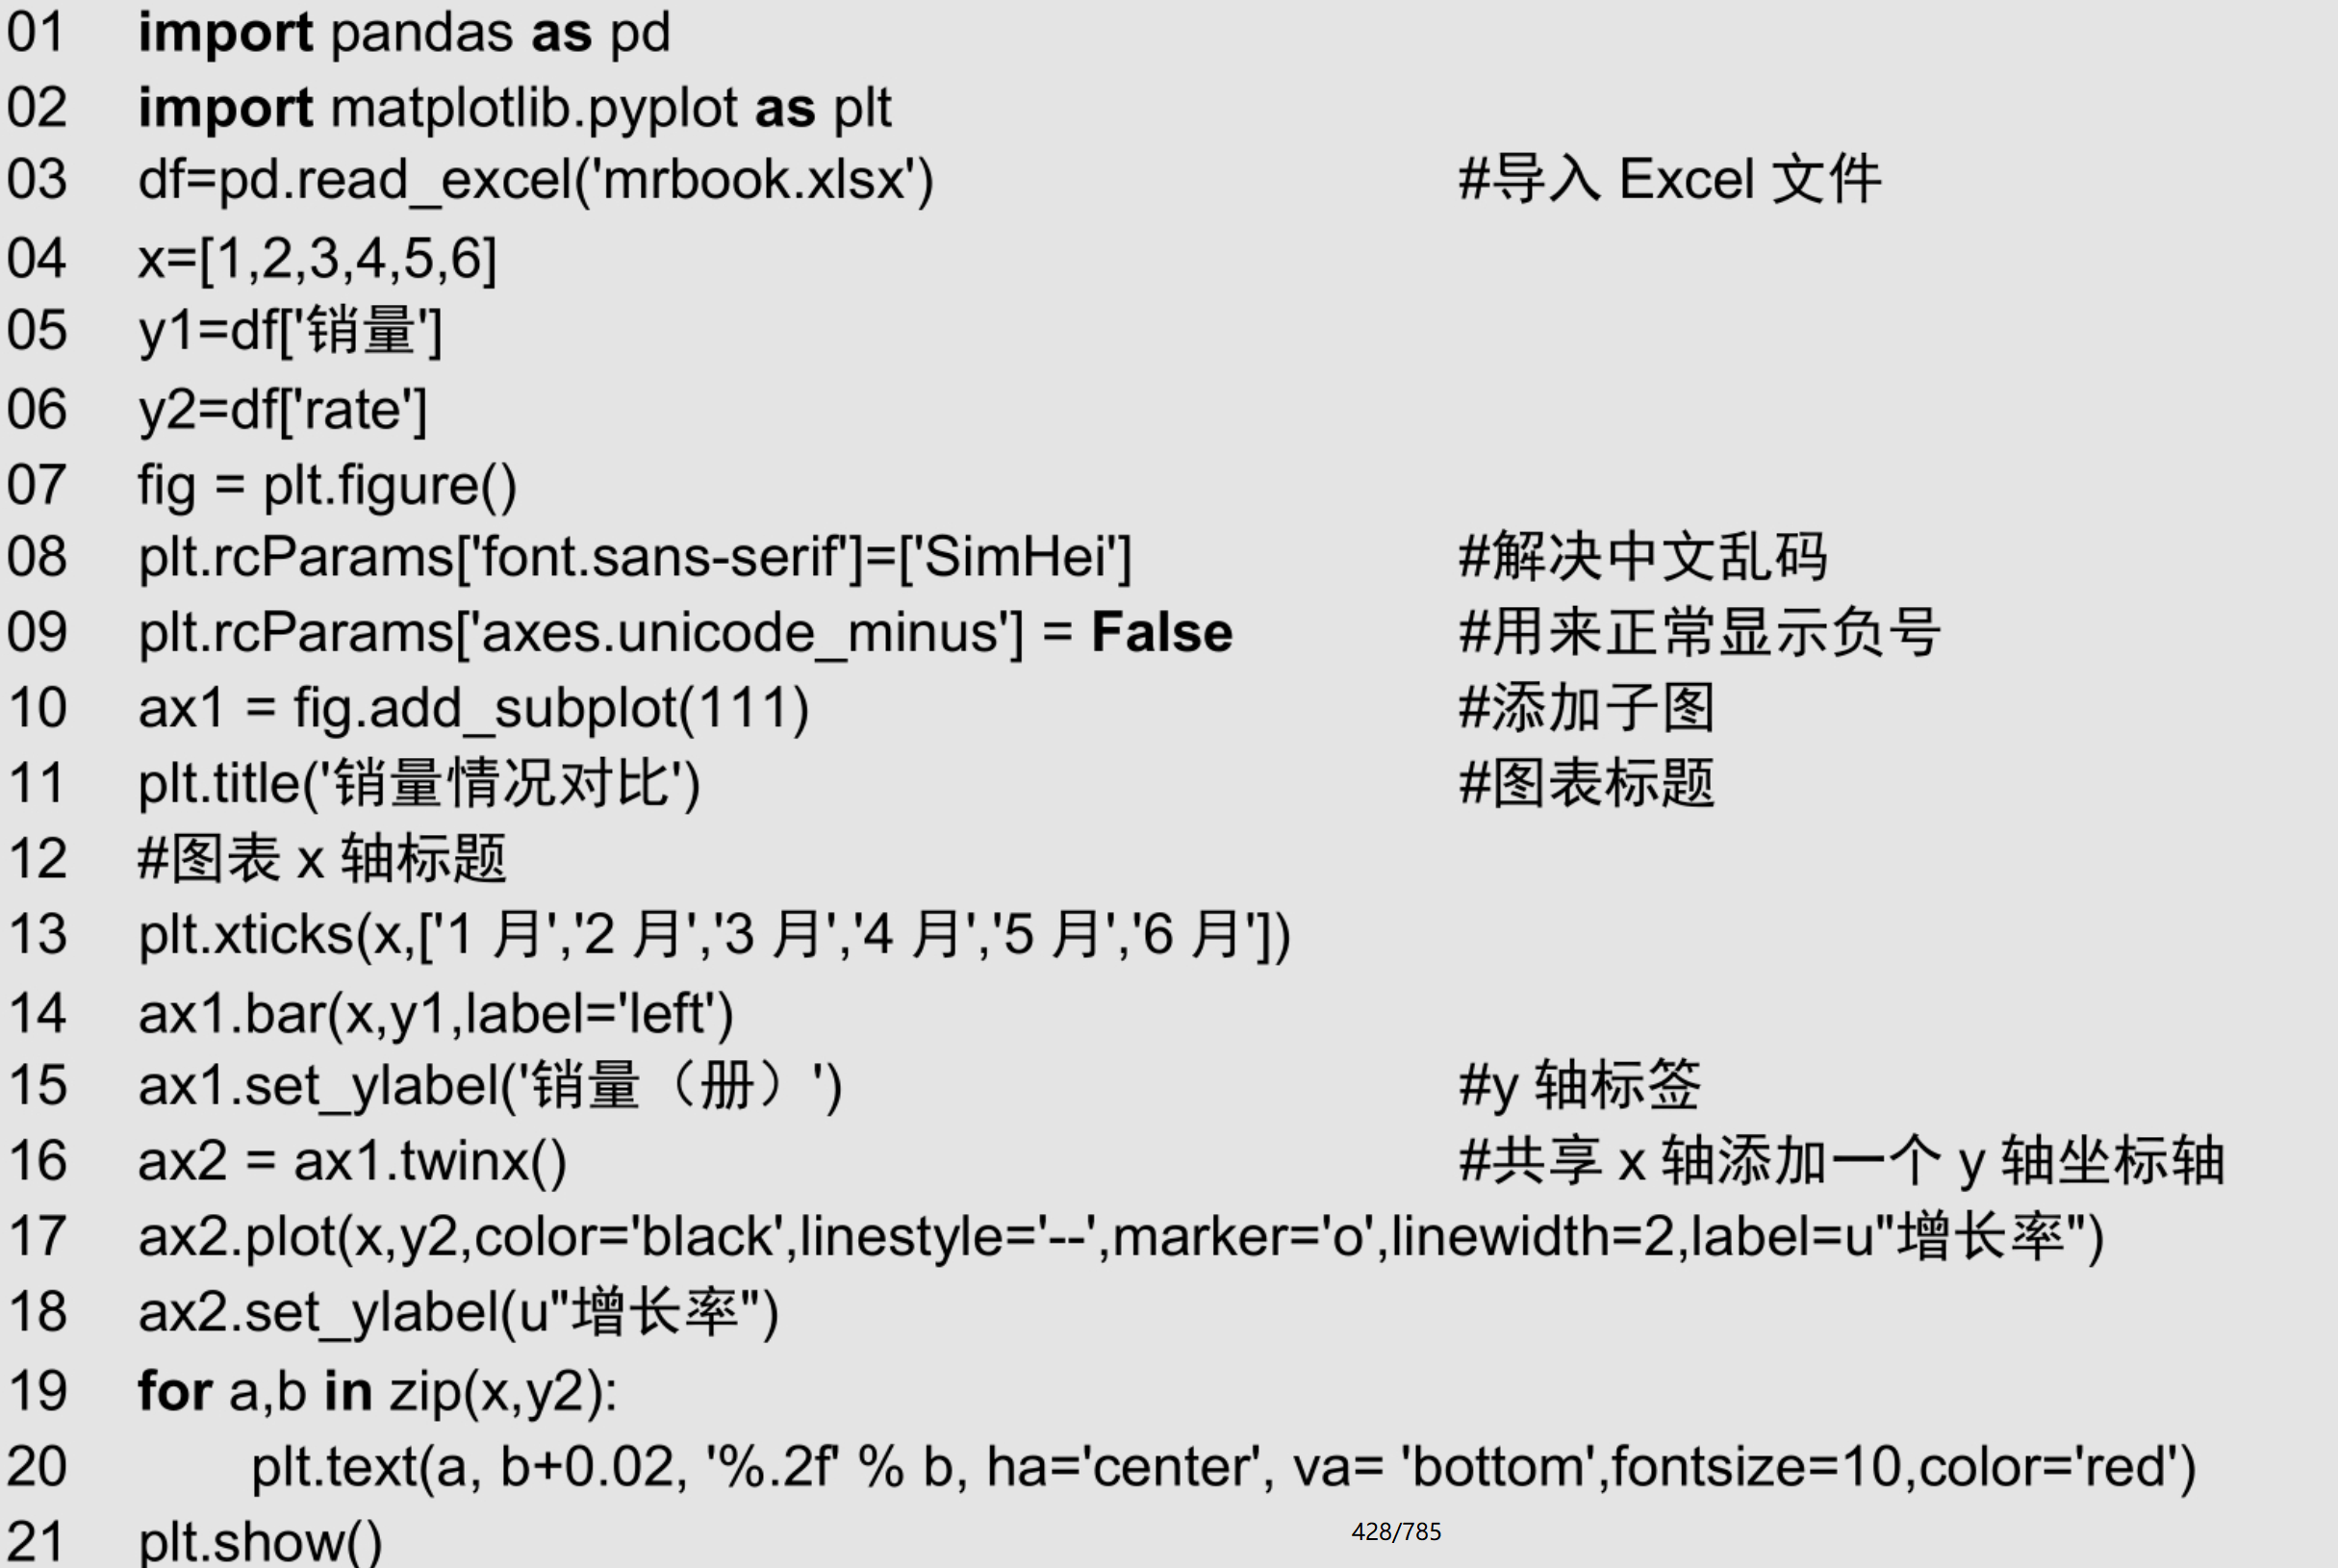 01 import pandas as pd
02 import matplotlib.pyplot as plt
03 df=pd.read_excel('mrbook.xlsx') #导入 Excel 文件
04 x=[1,2,3,4,5,6]
05 y1=df['销量']
06 y2=df['rate']
07 fig = plt.figure()
08 plt.rcParams['font.sans-serif']=['SimHei'] #解决中文乱码
09 plt.rcParams['axes.unicode_minus'] = False #用来正常显示负号
10 ax1 = fig.add_subplot(111) #添加子图
11 plt.title('销量情况对比') #图表标题
12 #图表 x 轴标题
13 plt.xticks(x,['1 月','2 月','3 月','4 月','5 月','6 月'])
14 ax1.bar(x,y1,label='left')
15 ax1.set_ylabel('销量（册）') #y 轴标签
16 ax2 = ax1.twinx() #共享 x 轴添加一个 y 轴坐标轴
17 ax2.plot(x,y2,color='black',linestyle='--',marker='o',linewidth=2,label=u"增长率")
18 ax2.set_ylabel(u"增长率")
19 for a,b in zip(x,y2):
20 plt.text(a, b+0.02, '%.2f' % b, ha='center', va= 'bottom',fontsize=10,color='red')
21 plt.show()
428/785